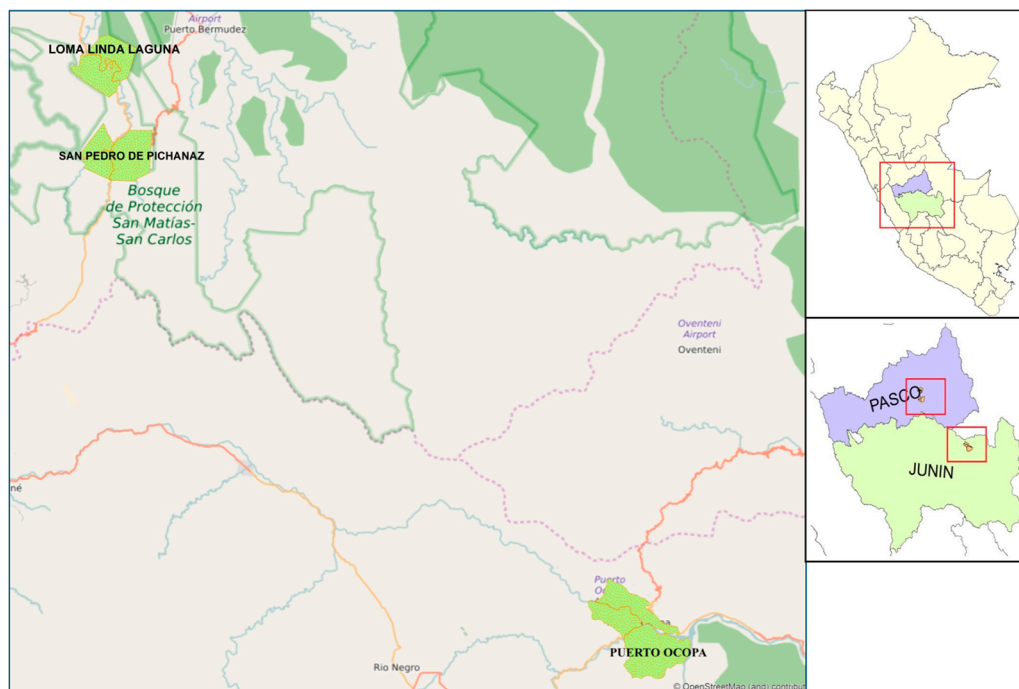 Airport
Puerto Bermudez
LOMA LINDA LAGUNA
SAN PEDRO DE PICHANAZ
Bosque
de Protección
San Matías-
San Carlos
Oventeni
Airport
Oventeni
né
Puerto
PUERTO OCOPA
Rio Negro
© OpenStreetMap (and) contribut
PASCO
JUNIN